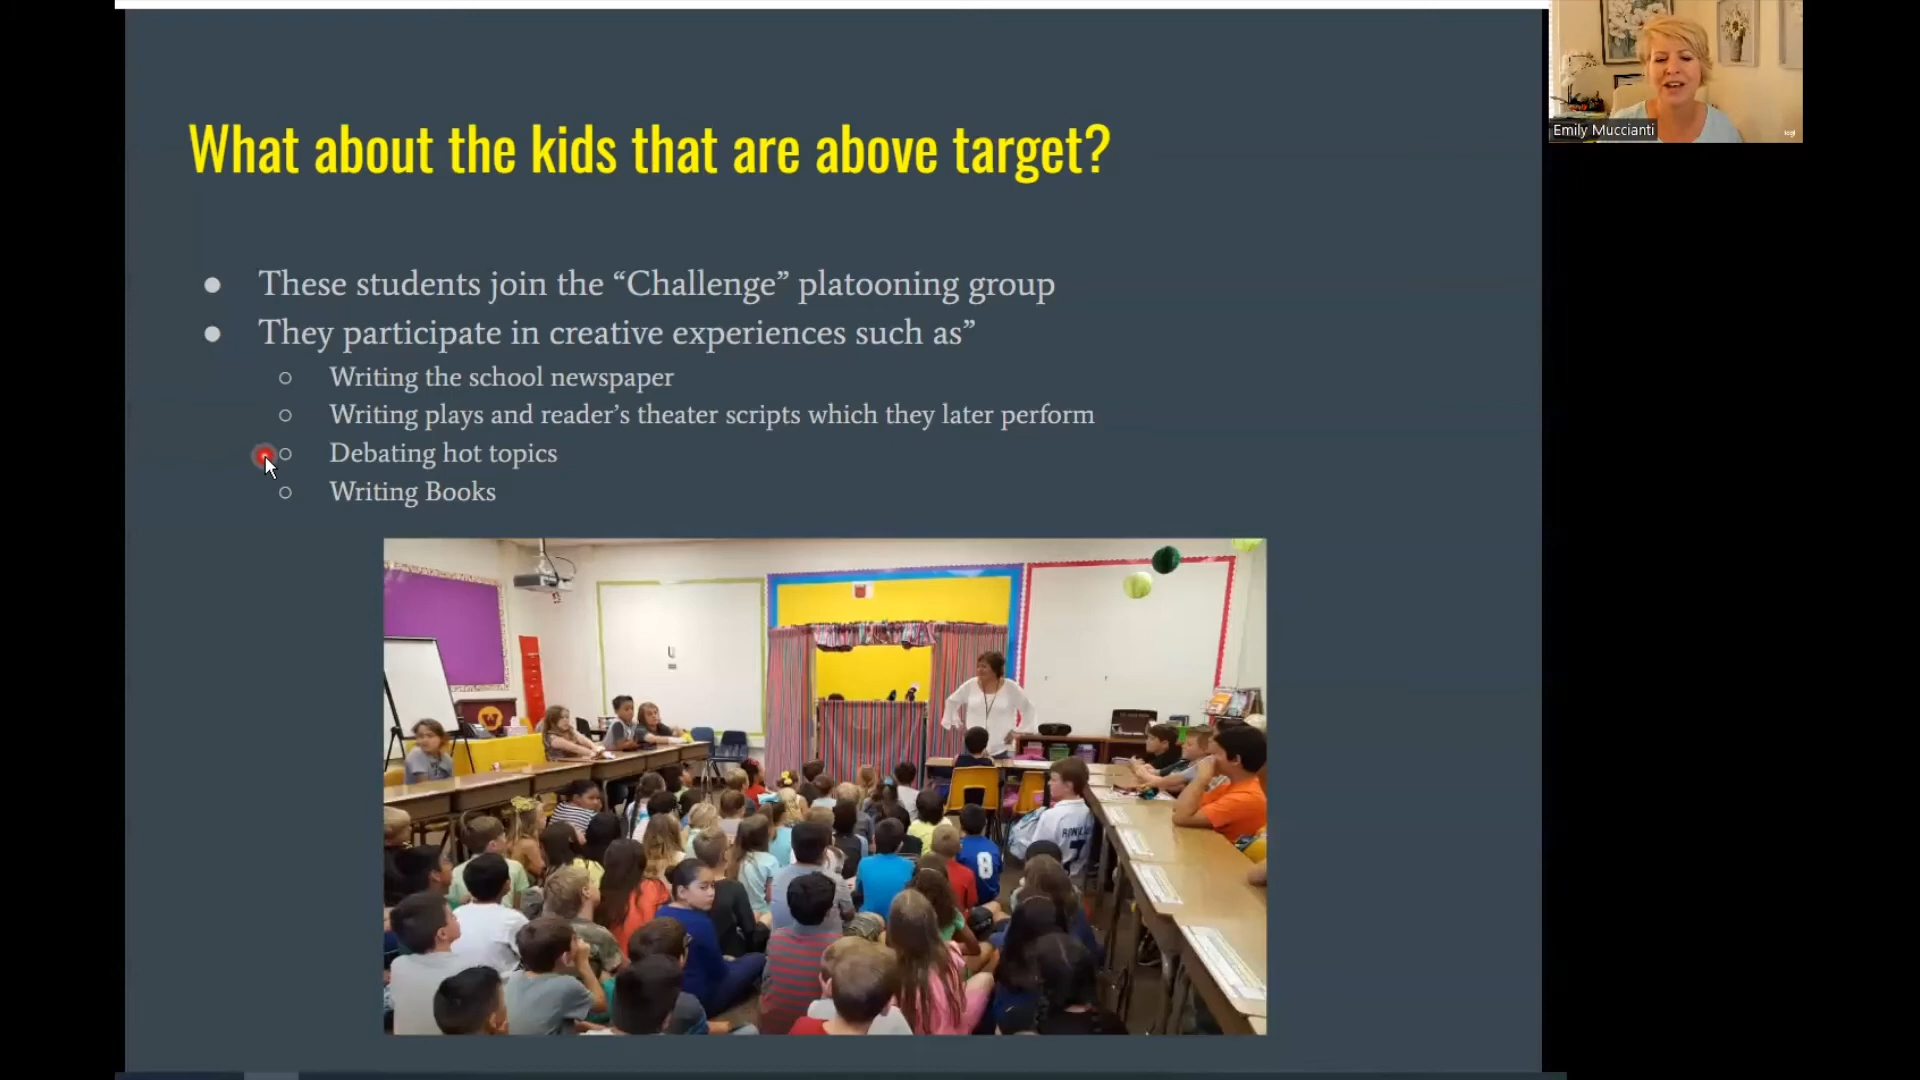 What about the kids that are above target?
Emily Muccianti
● These students join the “Challenge” platooning group
● They participate in creative experiences such as”
○ Writing the school newspaper
○ Writing plays and reader’s theater scripts which they later perform
○ Debating hot topics
○ Writing Books
W
8